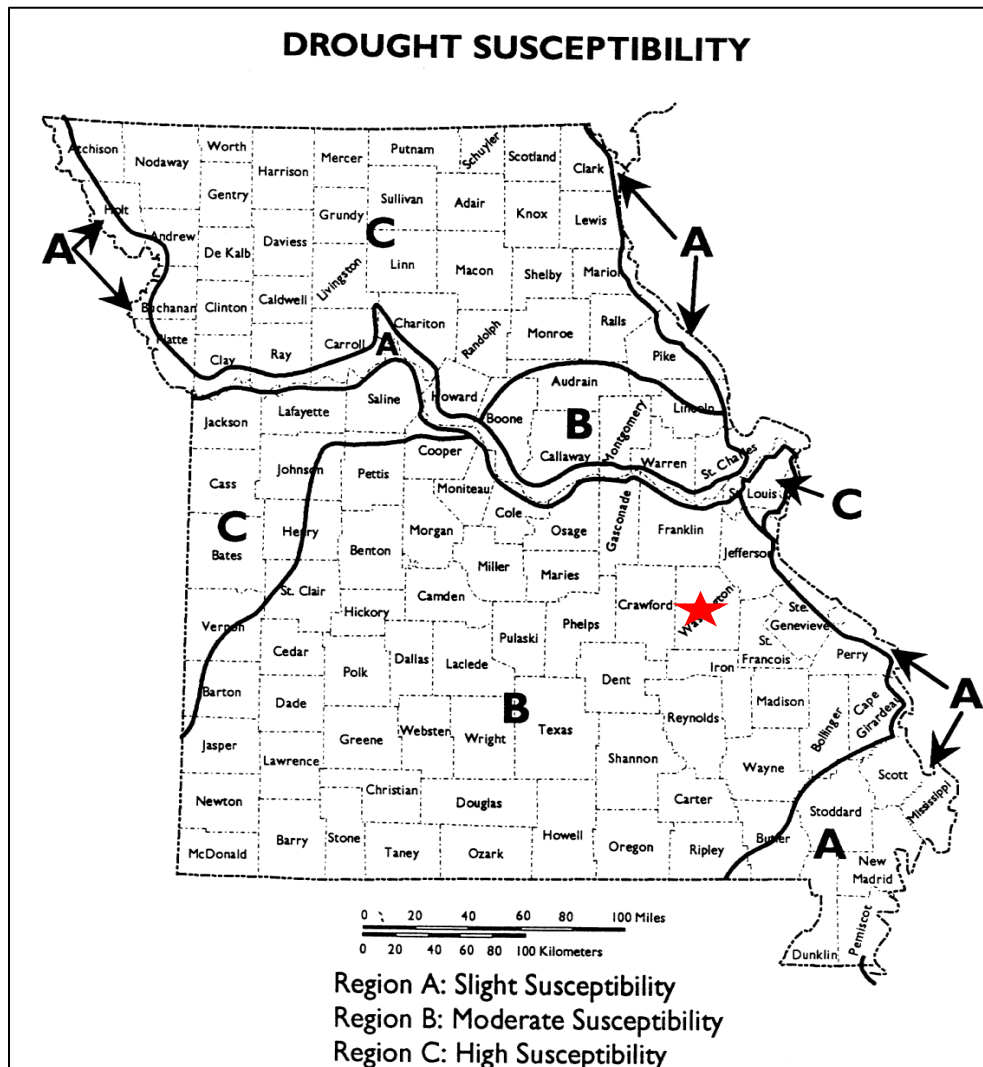 DROUGHT SUSCEPTIBILITY
Atchison
Nodaway
Worth
Harrison
Mercer
Putnam
Schuyler
Scotland
Clark
Gentry
Sullivan
Adair
Knox
Lewis
Holt
Grundy
C
A
Andrew
De Kalb
Daviess
Livingston
Linn
Macon
Shelby
Marion
A
Buchanan
Clinton
Caldwell
Chariton
Randolph
Monroe
Ralls
Platte
Clay
Ray
Carroll
A
Pike
Audrain
Jackson
Lafayette
Saline
Howard
Boone
B
Montgomery
Lincoln
Callaway
Warren
St. Charles
Cooper
Johnson
Pettis
Cass
Moniteau
St. Louis
C
Cole
C
Henry
Morgan
Osage
Gasconade
Franklin
Bates
Benton
Miller
Maries
Jefferson
St. Clair
Camden
Crawford
Washington
Hickory
Phelps
Ste.
Genevieve
Vernon
Pulaski
St.
Francois
Cedar
Polk
Dallas
Laclede
Dent
Iron
Perry
Barton
Dade
B
Texas
Reynolds
Madison
Bollinger
Cape
Girardeau
A
Jasper
Greene
Webster
Wright
Shannon
Lawrence
Wayne
Scott
Mississippi
Newton
Christian
Douglas
Carter
Stoddard
McDonald
Barry
Stone
Taney
Ozark
Howell
Oregon
Ripley
Butler
A
New
Madrid
Pemiscot
Dunklin
0 20 40 60 80 100 Miles
0 20 40 60 80 100 Kilometers
Region A: Slight Susceptibility
Region B: Moderate Susceptibility
Region C: High Susceptibility